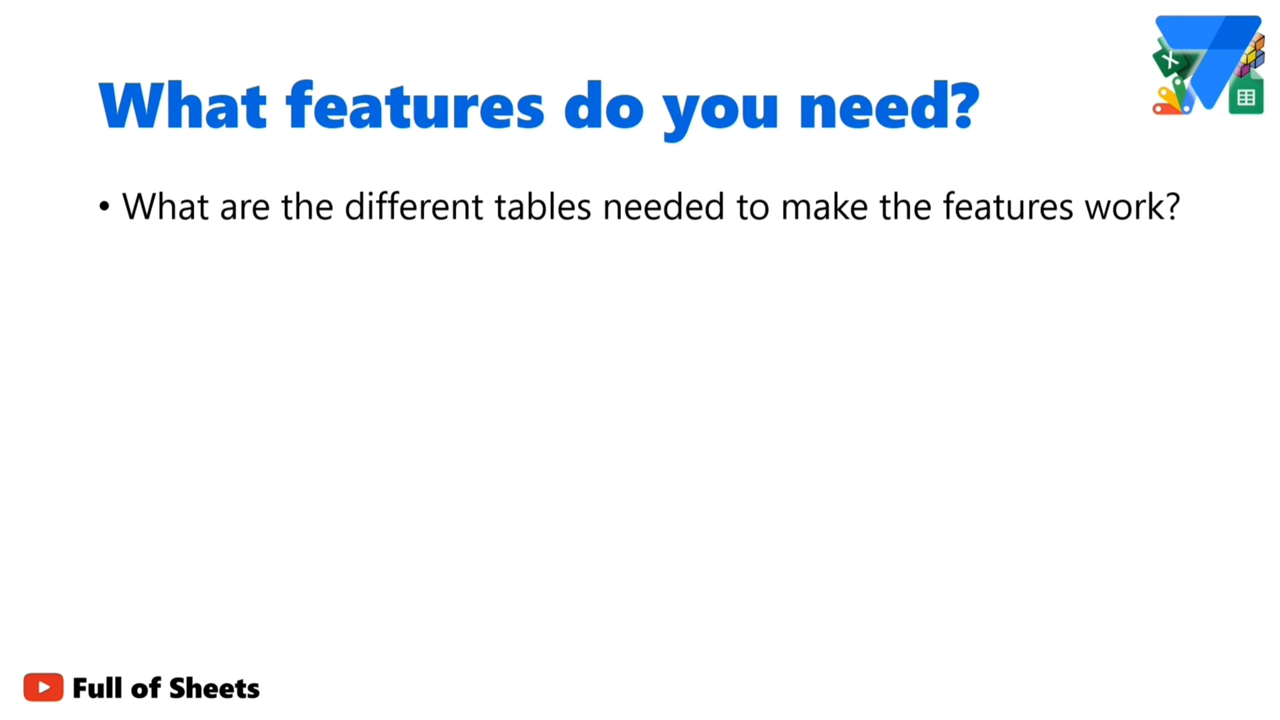 What features do you need?
• What are the different tables needed to make the features work?
Full of Sheets